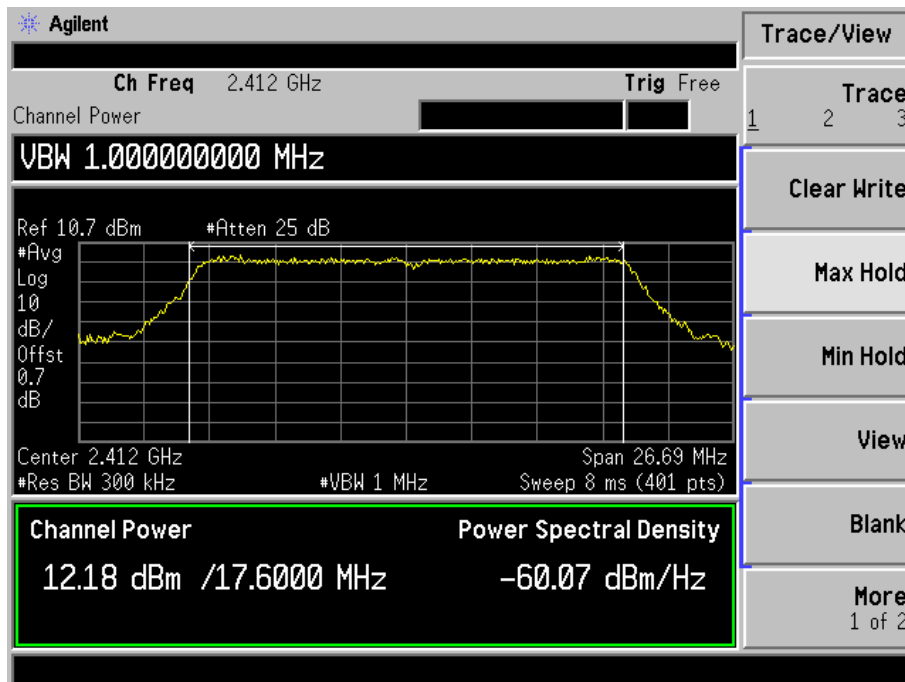 Agilent
Trace/View
Ch Freq 2.412 GHz Trig Free
Channel Power
VBW 1.000000000 MHz
Ref 10.7 dBm #Atten 25 dB
#Avg
Log
10
dB/
Offst
0.7
dB
Center 2.412 GHz Span 26.69 MHz
#Res BW 300 kHz #VBW 1 MHz Sweep 8 ms (401 pts)
Channel Power Power Spectral Density
12.18 dBm /17.6000 MHz -60.07 dBm/Hz
Trace
1 2 3
Clear Write
Max Hold
Min Hold
View
Blank
More
1 of 2